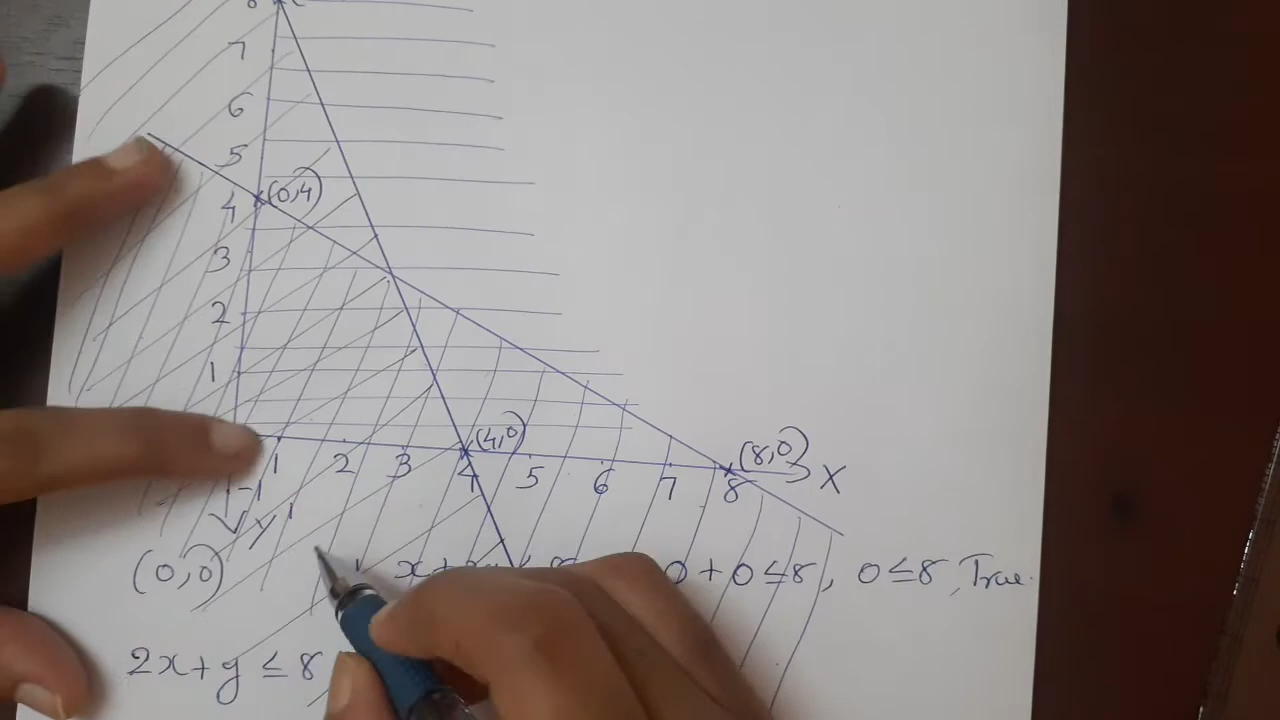 7
6
5
4 (0,4)
3
2
1
(4,0) (8,0) X
1 2 3 4 5 6 7 8
-1
Y'
(0,0) 0 + 0 ≤ 8, 0 ≤ 8, True.
2x + y ≤ 8